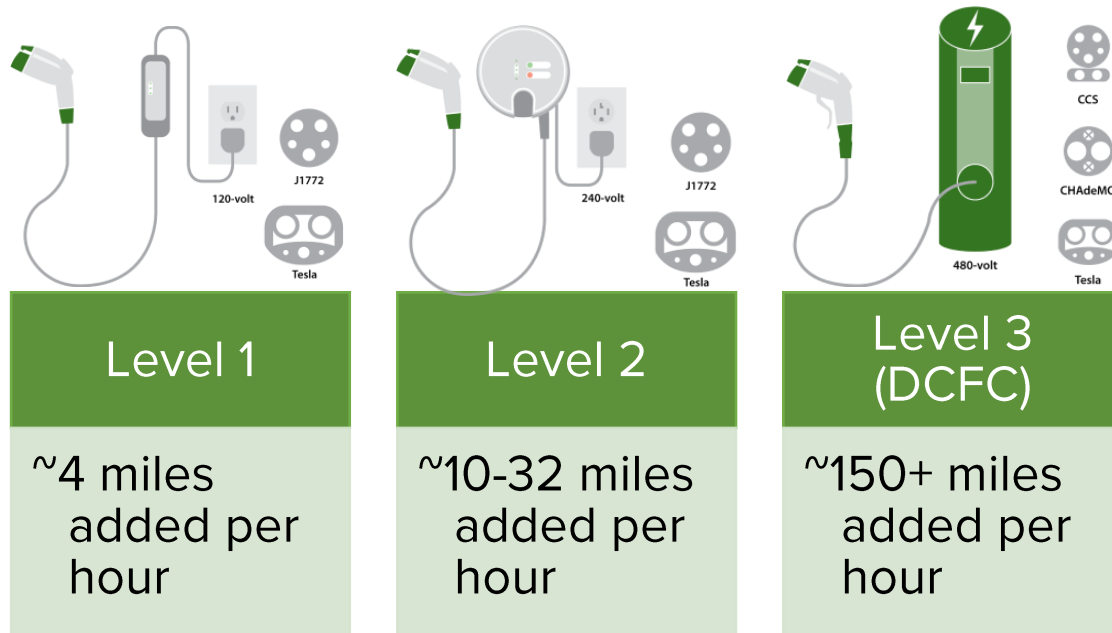 120-volt
J1772
Tesla
240-volt
J1772
Tesla
480-volt
CCS
CHAdeMO
Tesla
Level 1
~4 miles
added per
hour
Level 2
~10-32 miles
added per
hour
Level 3
(DCFC)
~150+ miles
added per
hour